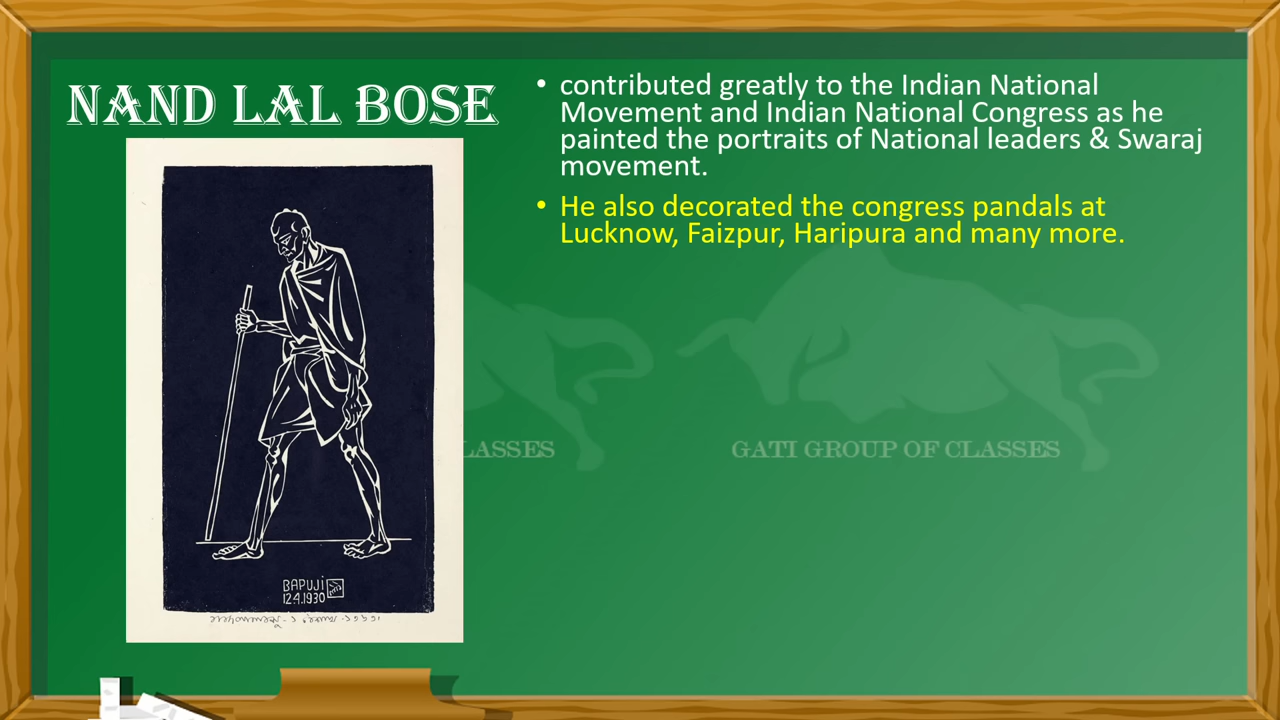 NAND LAL BOSE
• contributed greatly to the Indian National
Movement and Indian National Congress as he
painted the portraits of National leaders & Swaraj
movement.
• He also decorated the congress pandals at
Lucknow, Faizpur, Haripura and many more.
LASSES
GATI GROUP OF CLASSES
BAPUJI
12.4.1930